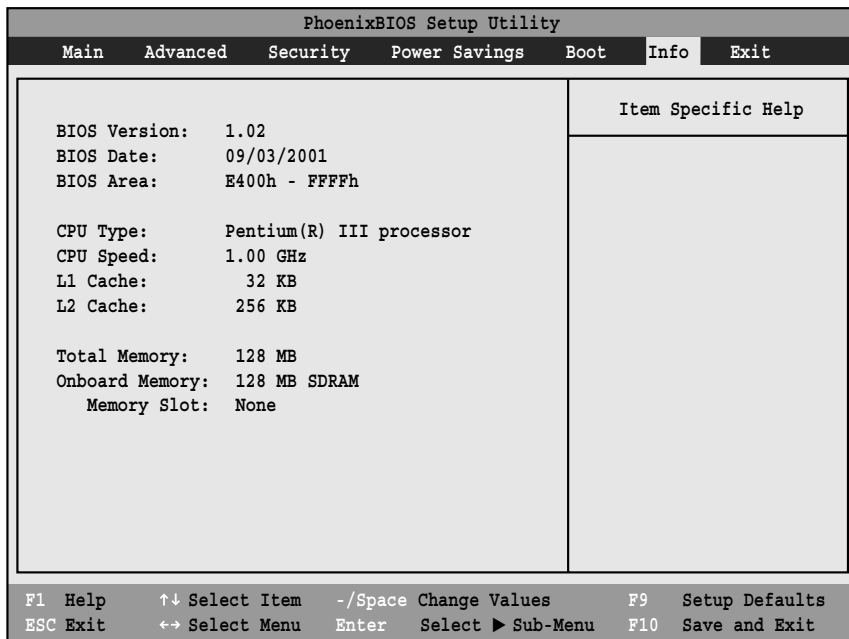 PhoenixBIOS Setup Utility
Main Advanced Security Power Savings Boot Info Exit
Item Specific Help
BIOS Version: 1.02
BIOS Date: 09/03/2001
BIOS Area: E400h - FFFFh
CPU Type: Pentium(R) III processor
CPU Speed: 1.00 GHz
L1 Cache: 32 KB
L2 Cache: 256 KB
Total Memory: 128 MB
Onboard Memory: 128 MB SDRAM
Memory Slot: None
F1 Help ↑↓ Select Item -/Space Change Values F9 Setup Defaults
ESC Exit ←→ Select Menu Enter Select ▶ Sub-Menu F10 Save and Exit